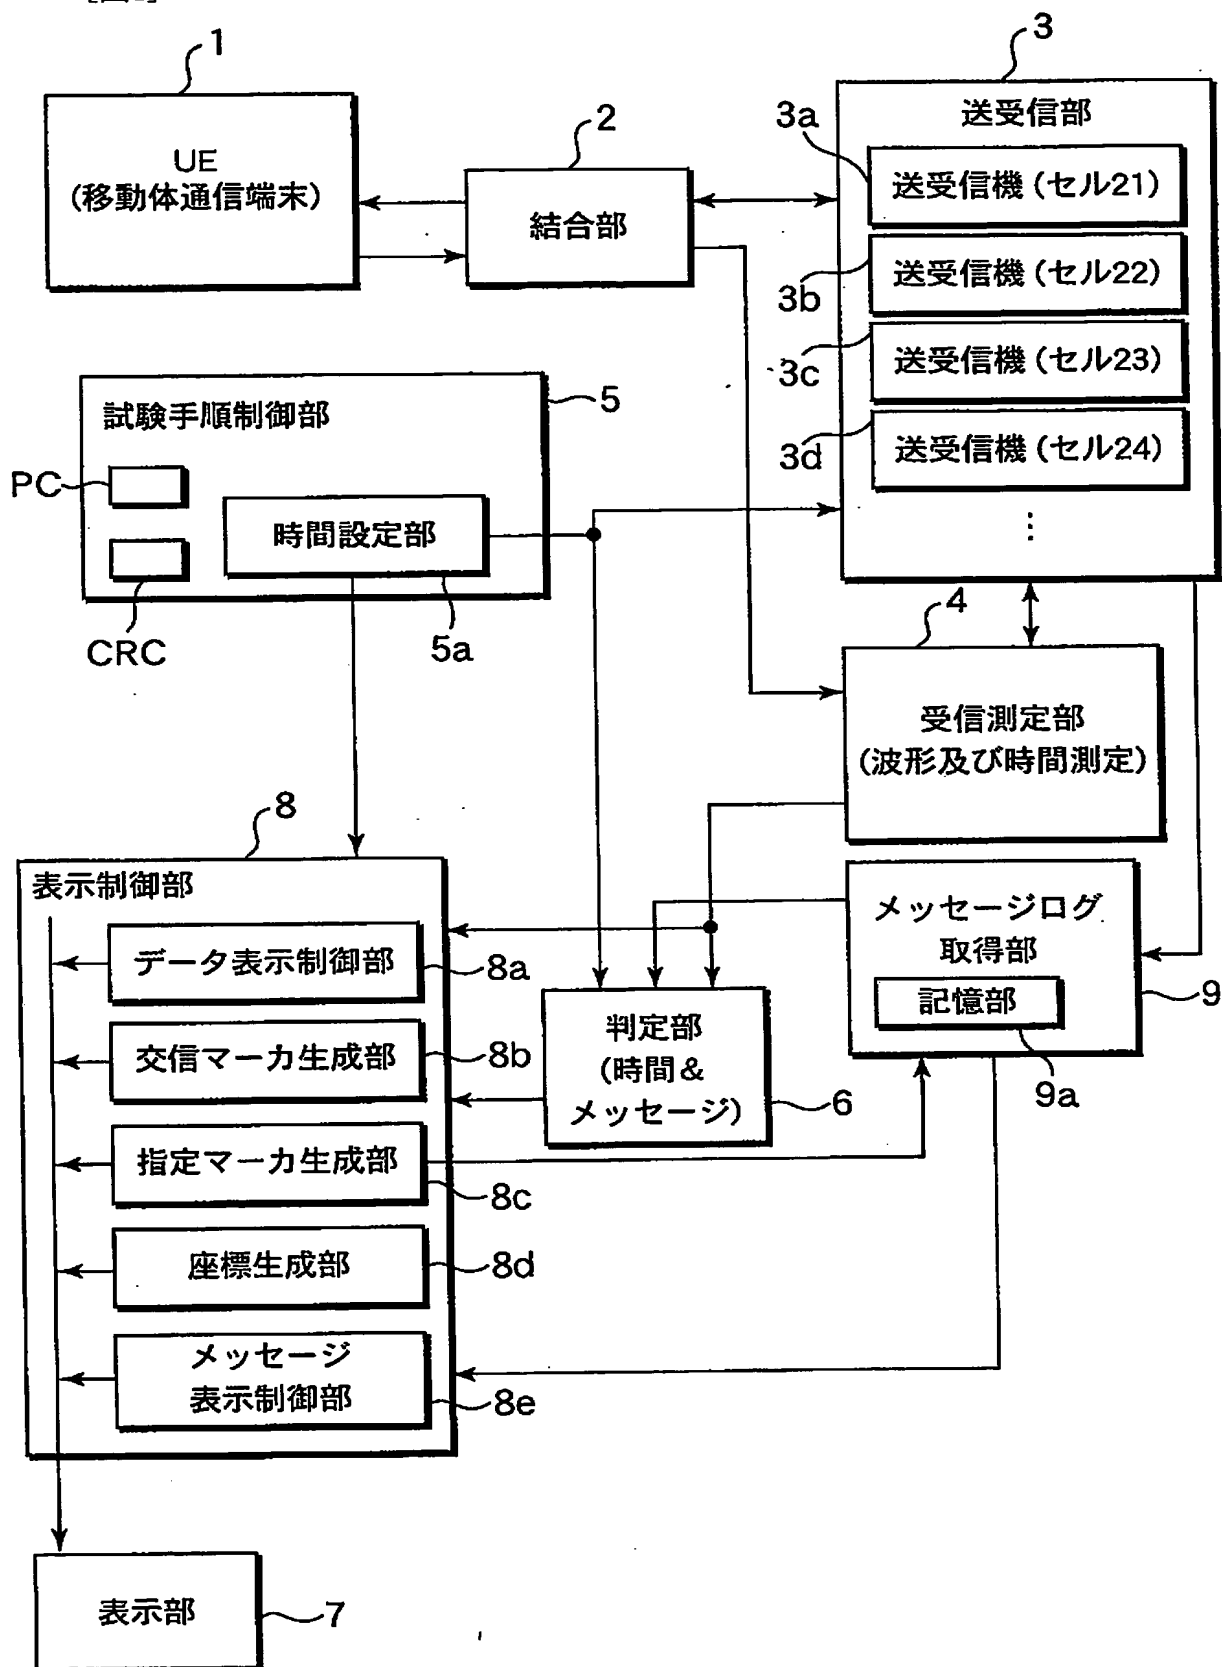 1
UE
(移動体通信端末)
2
結合部
3
送受信部
3a
送受信機(セル21)
3b
送受信機(セル22)
3c
送受信機(セル23)
3d
送受信機(セル24)
⋮
試験手順制御部
5
PC
時間設定部
CRC
5a
4
受信測定部
(波形及び時間測定)
8
表示制御部
データ表示制御部
8a
交信マーカ生成部
8b
指定マーカ生成部
8c
座標生成部
8d
メッセージ
表示制御部
8e
メッセージログ
取得部
記憶部
9
9a
判定部
(時間&
メッセージ)
6
表示部
7